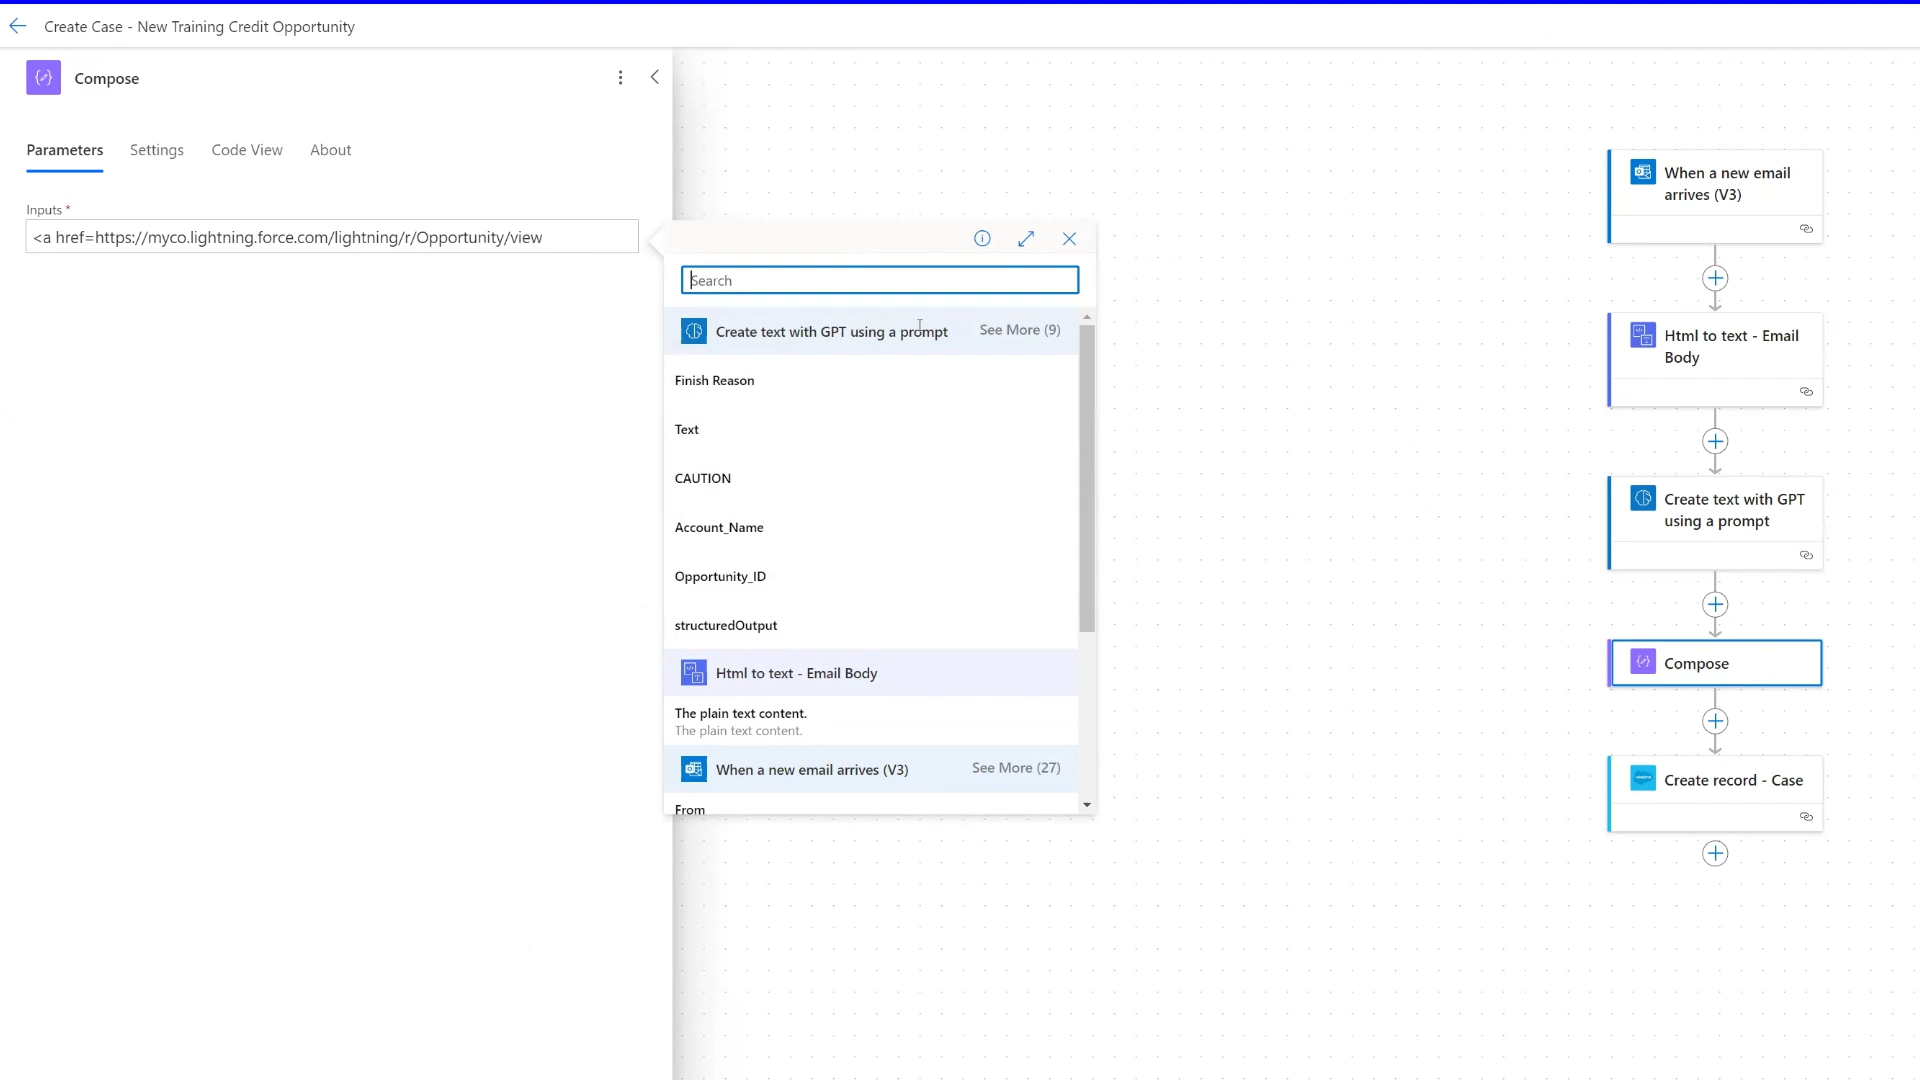 Create Case - New Training Credit Opportunity
Compose
Parameters
Settings
Code View
About
Inputs *
<a href=https://myco.lightning.force.com/lightning/r/Opportunity/view
Search
Create text with GPT using a prompt
See More (9)
Finish Reason
Text
CAUTION
Account_Name
Opportunity_ID
structuredOutput
Html to text - Email Body
The plain text content.
The plain text content.
When a new email arrives (V3)
See More (27)
From
When a new email
arrives (V3)
Html to text - Email
Body
Create text with GPT
using a prompt
Compose
Create record - Case